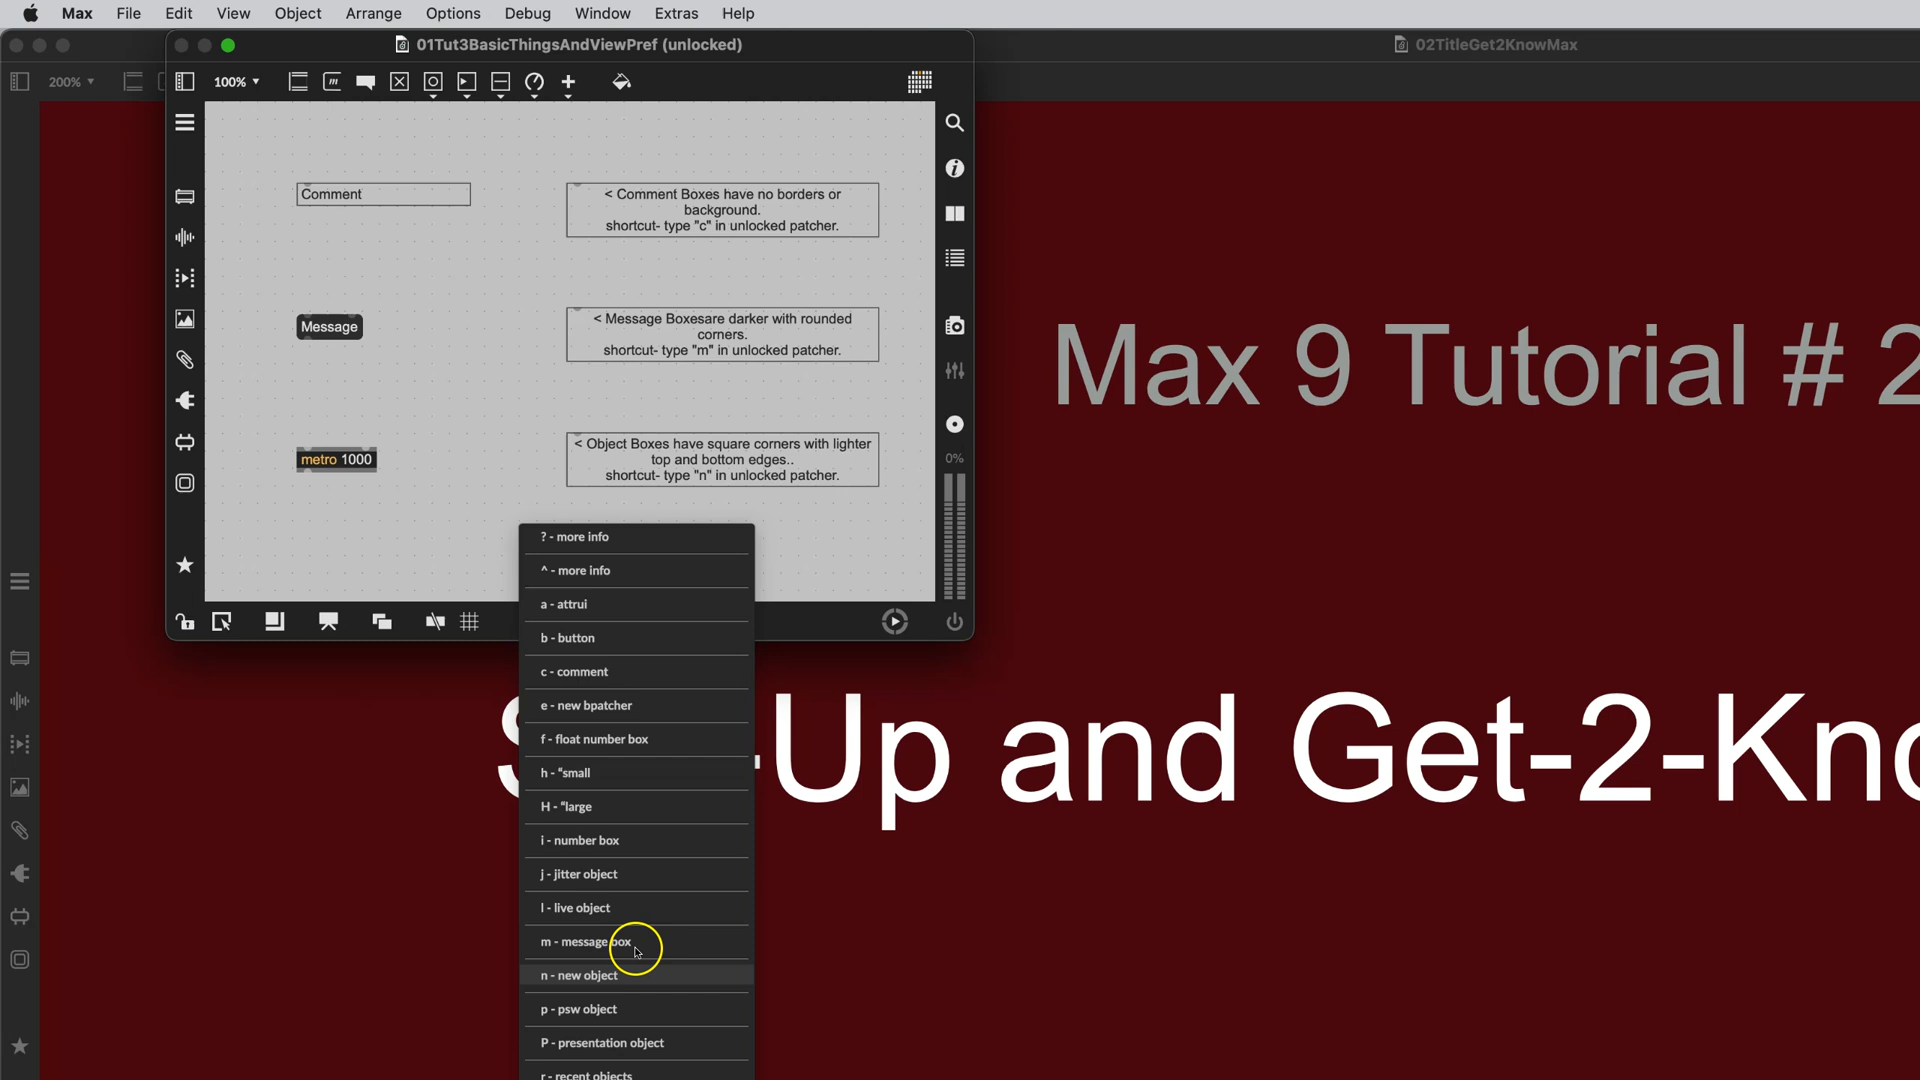 Max File Edit View Object Arrange Options Debug Window Extras Help
01Tut3BasicThingsAndViewPref (unlocked)
02TitleGet2KnowMax
200%
100%
m
Comment
< Comment Boxes have no borders or
background.
shortcut- type "c" in unlocked patcher.
Message
< Message Boxesare darker with rounded
corners.
shortcut- type "m" in unlocked patcher.
metro 1000
< Object Boxes have square corners with lighter
top and bottom edges..
shortcut- type "n" in unlocked patcher.
0%
Max 9 Tutorial # 2
-Up and Get-2-Kno
? - more info
^ - more info
a - attrui
b - button
c - comment
e - new bpatcher
f - float number box
h - “small
H - “large
i - number box
j - jitter object
l - live object
m - message box
n - new object
p - psw object
P - presentation object
r - recent objects